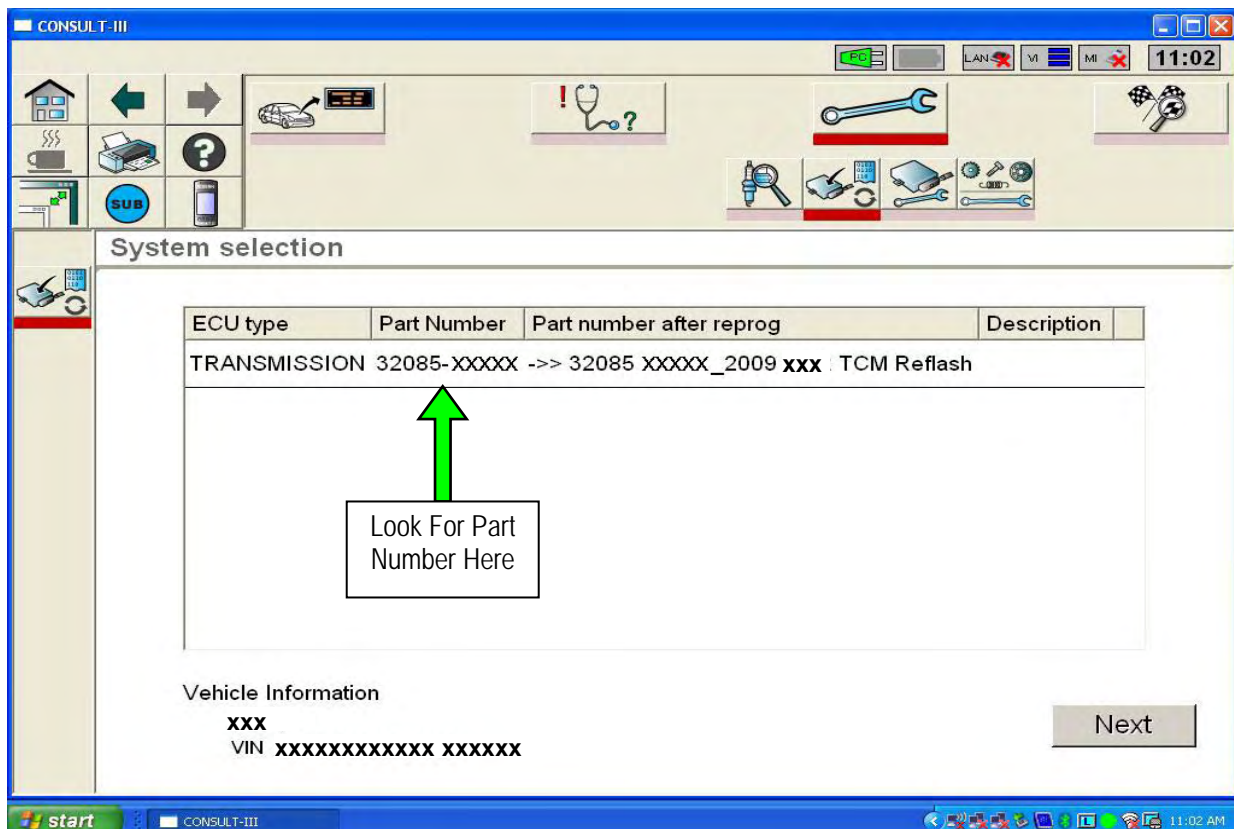 CONSULT-III
PC LAN VI MI 11:02
! ?
?
SUB
System selection
ECU type Part Number Part number after reprog Description
TRANSMISSION 32085-XXXXX ->> 32085 XXXXX_2009 xxx : TCM Reflash
Look For Part
Number Here
Vehicle Information
xxx
VIN xxxxxxxxxxxx xxxxxx
Next
start CONSULT-III 11:02 AM